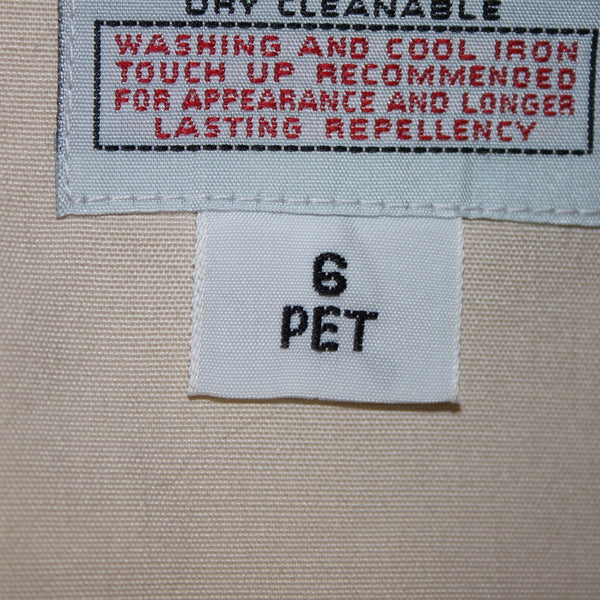 DRY CLEANABLE
WASHING AND COOL IRON
TOUCH UP RECOMMENDED
FOR APPEARANCE AND LONGER
LASTING REPELLENCY
6
PET